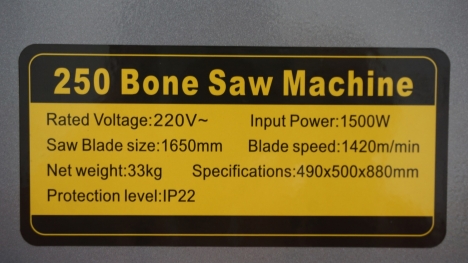 250 Bone Saw Machine
Rated Voltage:220V~ Input Power:1500W
Saw Blade size:1650mm Blade speed:1420m/min
Net weight:33kg Specifications:490x500x880mm
Protection level:IP22